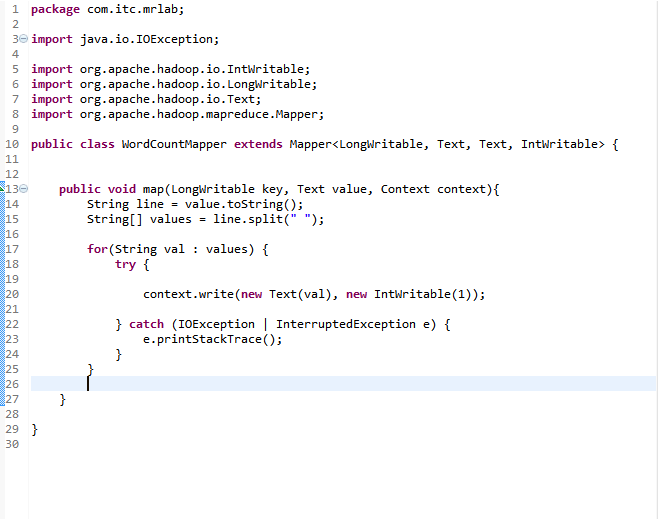 1 package com.itc.mrlab;
2
3 import java.io.IOException;
4
5 import org.apache.hadoop.io.IntWritable;
6 import org.apache.hadoop.io.LongWritable;
7 import org.apache.hadoop.io.Text;
8 import org.apache.hadoop.mapreduce.Mapper;
9
10 public class WordCountMapper extends Mapper<LongWritable, Text, Text, IntWritable> {
11
12
13     public void map(LongWritable key, Text value, Context context){
14         String line = value.toString();
15         String[] values = line.split(" ");
16
17         for(String val : values) {
18             try {
19
20                 context.write(new Text(val), new IntWritable(1));
21
22             } catch (IOException | InterruptedException e) {
23                 e.printStackTrace();
24             }
25         }
26
27     }
28
29 }
30